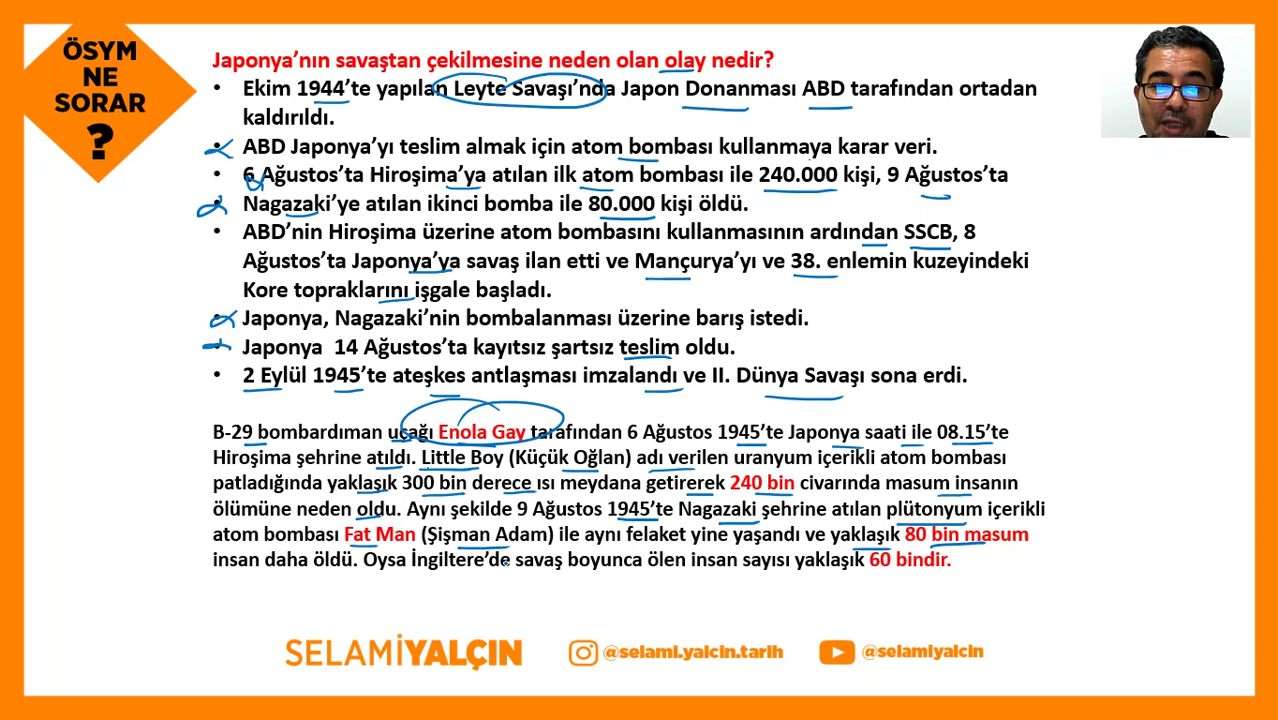 ÖSYM
NE
SORAR
?
Japonya’nın savaştan çekilmesine neden olan olay nedir?
• Ekim 1944’te yapılan Leyte Savaşı’nda Japon Donanması ABD tarafından ortadan
kaldırıldı.
• ABD Japonya’yı teslim almak için atom bombası kullanmaya karar veri.
• 6 Ağustos’ta Hiroşima’ya atılan ilk atom bombası ile 240.000 kişi, 9 Ağustos’ta
• Nagazaki’ye atılan ikinci bomba ile 80.000 kişi öldü.
• ABD’nin Hiroşima üzerine atom bombasını kullanmasının ardından SSCB, 8
Ağustos’ta Japonya’ya savaş ilan etti ve Mançurya’yı ve 38. enlemin kuzeyindeki
Kore topraklarını işgale başladı.
• Japonya, Nagazaki’nin bombalanması üzerine barış istedi.
• Japonya 14 Ağustos’ta kayıtsız şartsız teslim oldu.
• 2 Eylül 1945’te ateşkes antlaşması imzalandı ve II. Dünya Savaşı sona erdi.
B-29 bombardıman uçağı Enola Gay tarafından 6 Ağustos 1945’te Japonya saati ile 08.15’te
Hiroşima şehrine atıldı. Little Boy (Küçük Oğlan) adı verilen uranyum içerikli atom bombası
patladığında yaklaşık 300 bin derece ısı meydana getirerek 240 bin civarında masum insanın
ölümüne neden oldu. Aynı şekilde 9 Ağustos 1945’te Nagazaki şehrine atılan plütonyum içerikli
atom bombası Fat Man (Şişman Adam) ile aynı felaket yine yaşandı ve yaklaşık 80 bin masum
insan daha öldü. Oysa İngiltere’de savaş boyunca ölen insan sayısı yaklaşık 60 bindir.
SELAMİYALÇIN @selami.yalcin.tarih @selamiyalcin